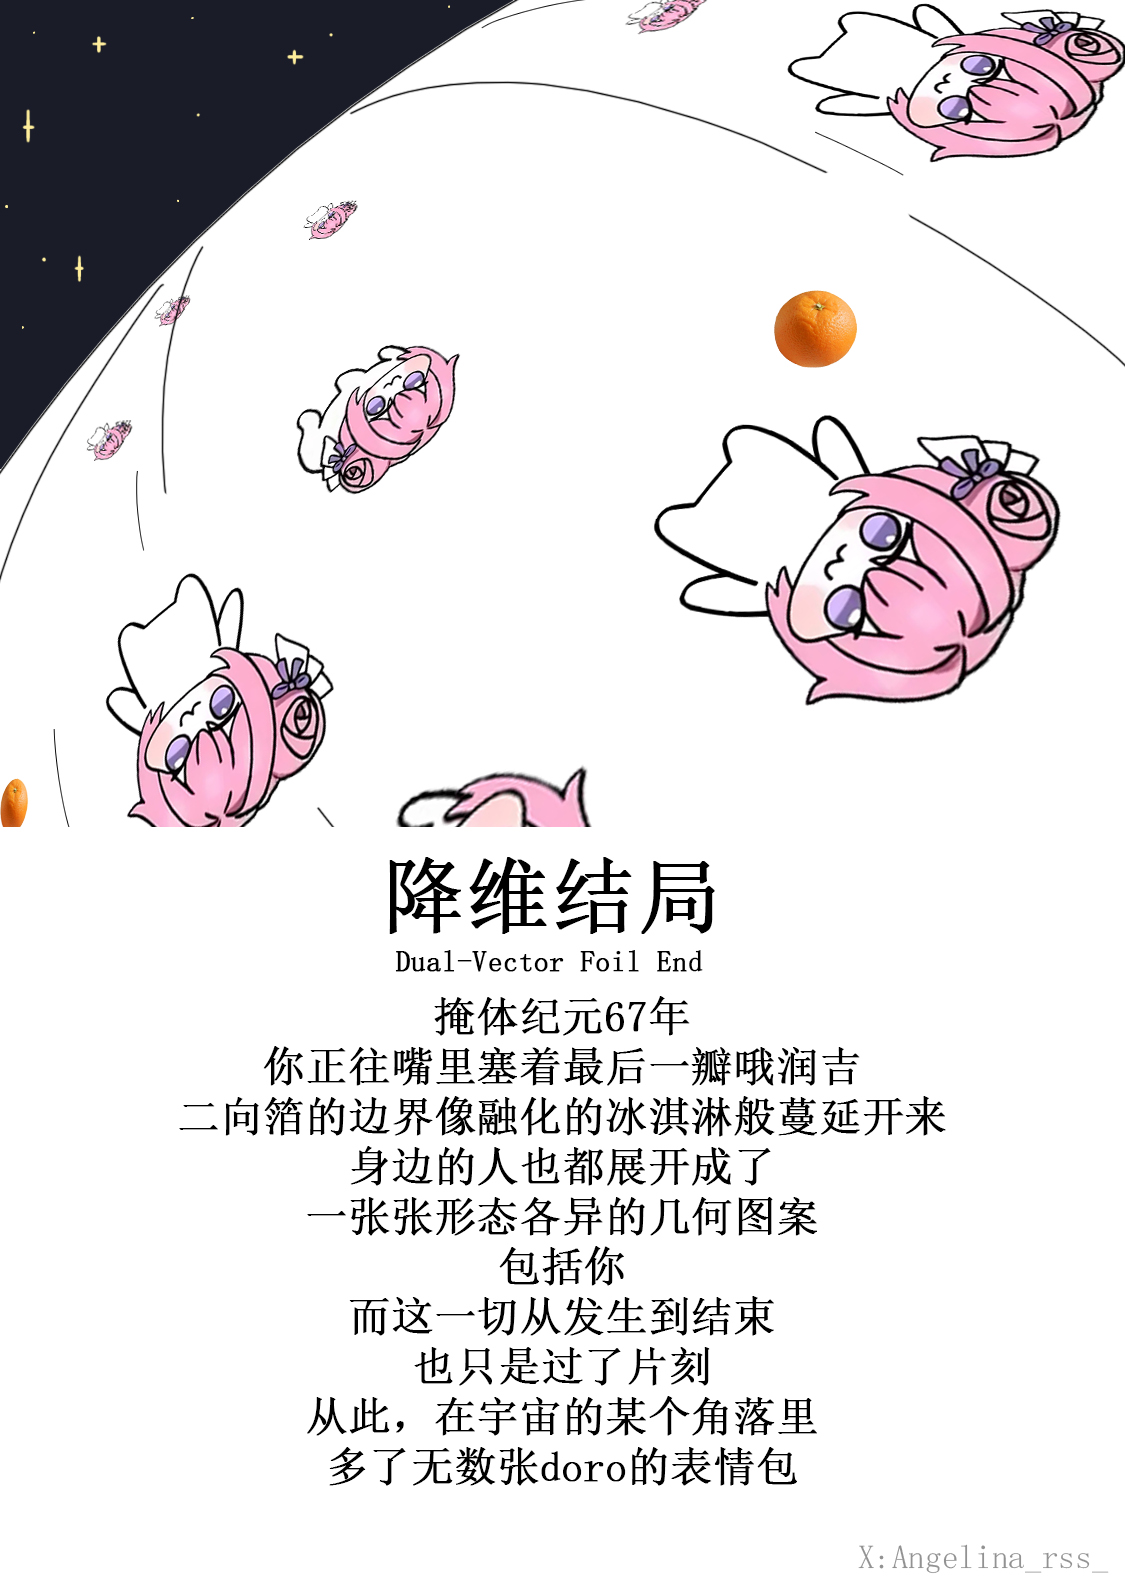 降维结局
Dual-Vector Foil End
掩体纪元67年
你正往嘴里塞着最后一瓣哦润吉
二向箔的边界像融化的冰淇淋般蔓延开来
身边的人也都展开成了
一张张形态各异的几何图案
包括你
而这一切从发生到结束
也只是过了片刻
从此，在宇宙的某个角落里
多了无数张doro的表情包
X:Angelina_rss_